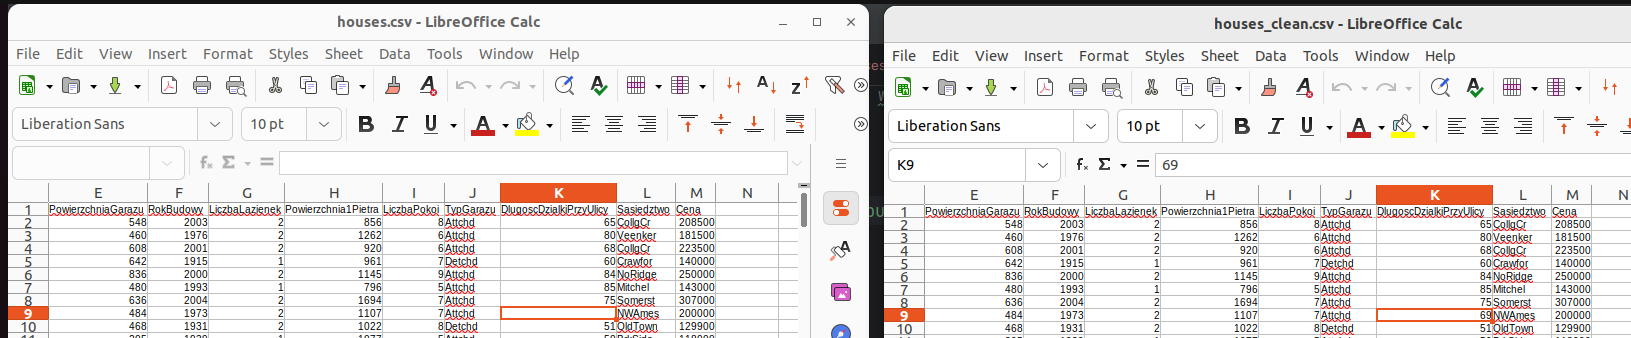 houses.csv - LibreOffice Calc
File Edit View Insert Format Styles Sheet Data Tools Window Help
Liberation Sans 10 pt B I U A
fx Σ =
E F G H I J K L M N
1 PowierzchniaGarazu RokBudowy LiczbaLazienek Powierzchnia1Pietra LiczbaPokoi TypGarazu DlugoscDzialkiPrzyUlicy Sasiedztwo Cena
2 548 2003 2 856 8 Attchd 65 CollgCr 208500
3 460 1976 2 1262 6 Attchd 80 Veenker 181500
4 608 2001 2 920 6 Attchd 68 CollgCr 223500
5 642 1915 1 961 7 Detchd 60 Crawfor 140000
6 836 2000 2 1145 9 Attchd 84 NoRidge 250000
7 480 1993 1 796 5 Attchd 85 Mitchel 143000
8 636 2004 2 1694 7 Attchd 75 Somerst 307000
9 484 1973 2 1107 7 Attchd NWAmes 200000
10 468 1931 2 1022 8 Detchd 51 OldTown 129900
houses_clean.csv - LibreOffice Calc
File Edit View Insert Format Styles Sheet Data Tools Window Help
Liberation Sans 10 pt B I U A
K9 fx Σ = 69
E F G H I J K L M N
1 PowierzchniaGarazu RokBudowy LiczbaLazienek Powierzchnia1Pietra LiczbaPokoi TypGarazu DlugoscDzialkiPrzyUlicy Sasiedztwo Cena
2 548 2003 2 856 8 Attchd 65 CollgCr 208500
3 460 1976 2 1262 6 Attchd 80 Veenker 181500
4 608 2001 2 920 6 Attchd 68 CollgCr 223500
5 642 1915 1 961 7 Detchd 60 Crawfor 140000
6 836 2000 2 1145 9 Attchd 84 NoRidge 250000
7 480 1993 1 796 5 Attchd 85 Mitchel 143000
8 636 2004 2 1694 7 Attchd 75 Somerst 307000
9 484 1973 2 1107 7 Attchd 69 NWAmes 200000
10 468 1931 2 1022 8 Detchd 51 OldTown 129900